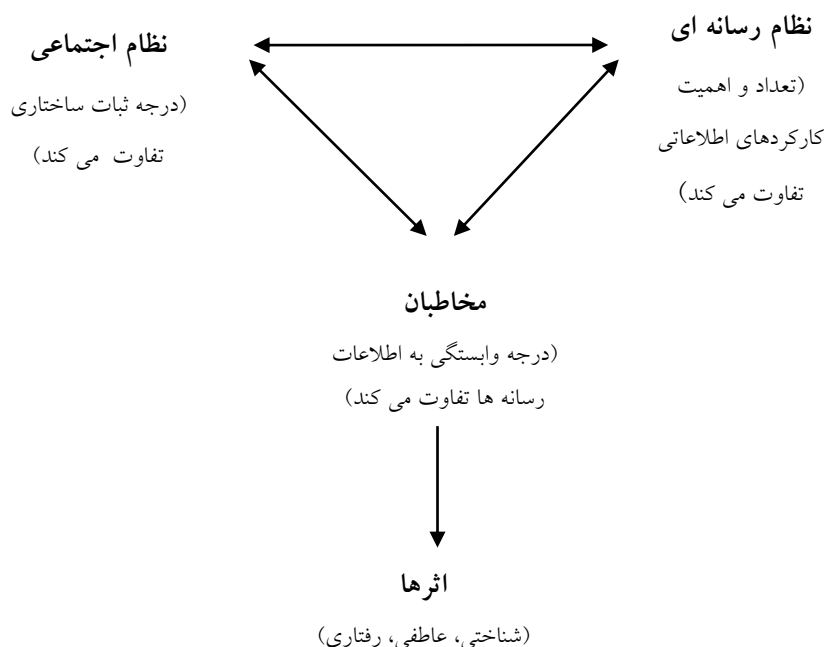 نظام رسانه ای
(تعداد و اهمیت
کارکردهای اطلاعاتی
تفاوت می کند)
نظام اجتماعی
(درجه ثبات ساختاری
تفاوت می کند)
مخاطبان
(درجه وابستگی به اطلاعات
رسانه ها تفاوت می کند)
اثرها
(شناختی، عاطفی، رفتاری)